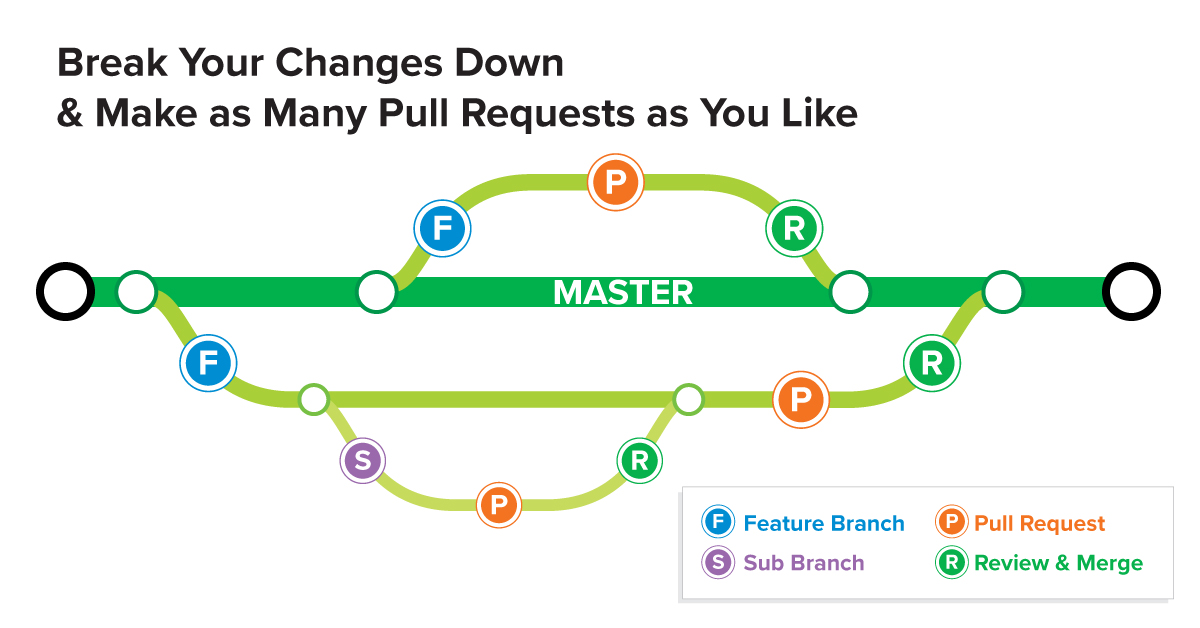 Break Your Changes Down
& Make as Many Pull Requests as You Like
P
F
R
MASTER
F
R
P
S
R
P
F Feature Branch
P Pull Request
S Sub Branch
R Review & Merge